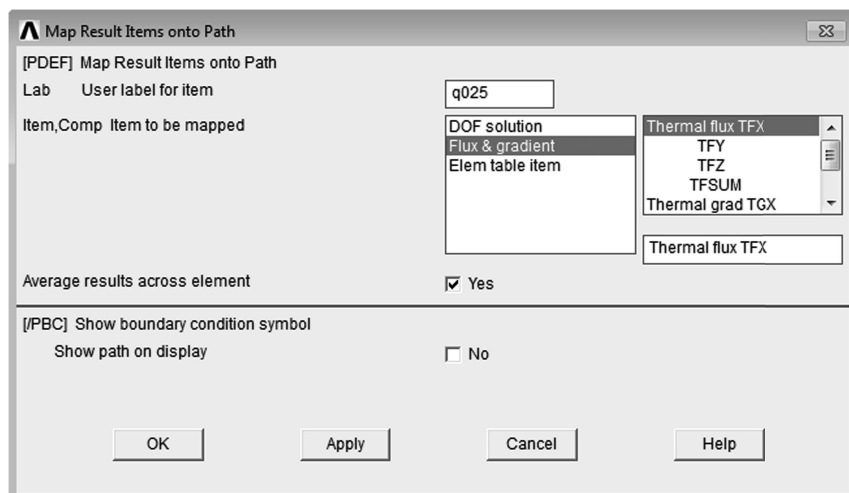 Map Result Items onto Path
[PDEF] Map Result Items onto Path
Lab User label for item q025
Item,Comp Item to be mapped
DOF solution
Flux & gradient
Elem table item
Thermal flux TFX
TFY
TFZ
TFSUM
Thermal grad TGX
Thermal flux TFX
Average results across element Yes
[/PBC] Show boundary condition symbol
Show path on display No
OK Apply Cancel Help